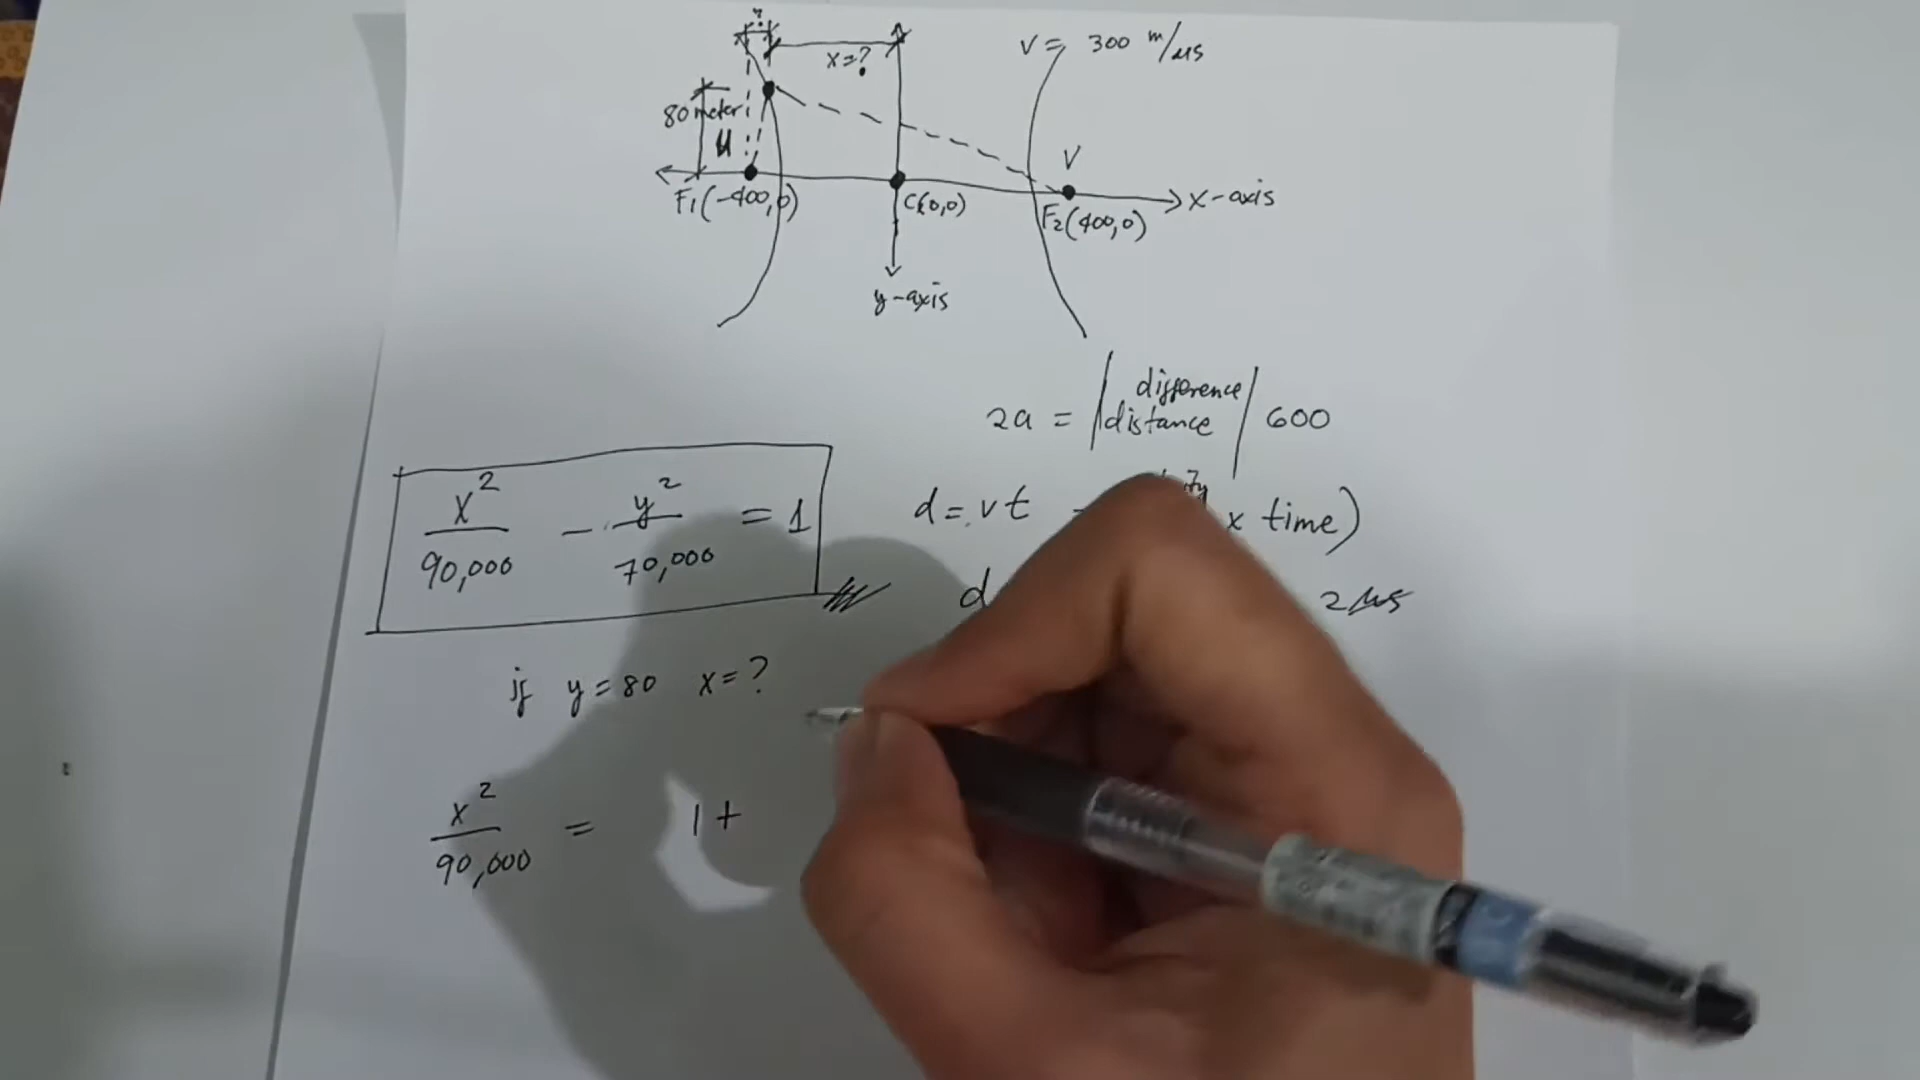 ?
x=?
V = 300 m/μs
80 meter
V
F1(-400,0)
C(0,0)
F2(400,0)
x-axis
y-axis
2a = | difference distance | 600
x²/90,000 - y²/70,000 = 1
d = vt
x time)
d
2μs
if y = 80 x = ?
x²/90,000 = 1 +